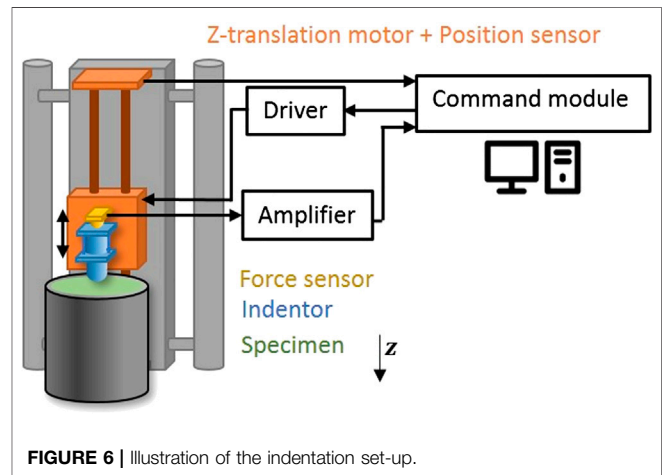 Z-translation motor + Position sensor
Driver
Command module
Amplifier
Force sensor
Indentor
Specimen
z
FIGURE 6 | Illustration of the indentation set-up.